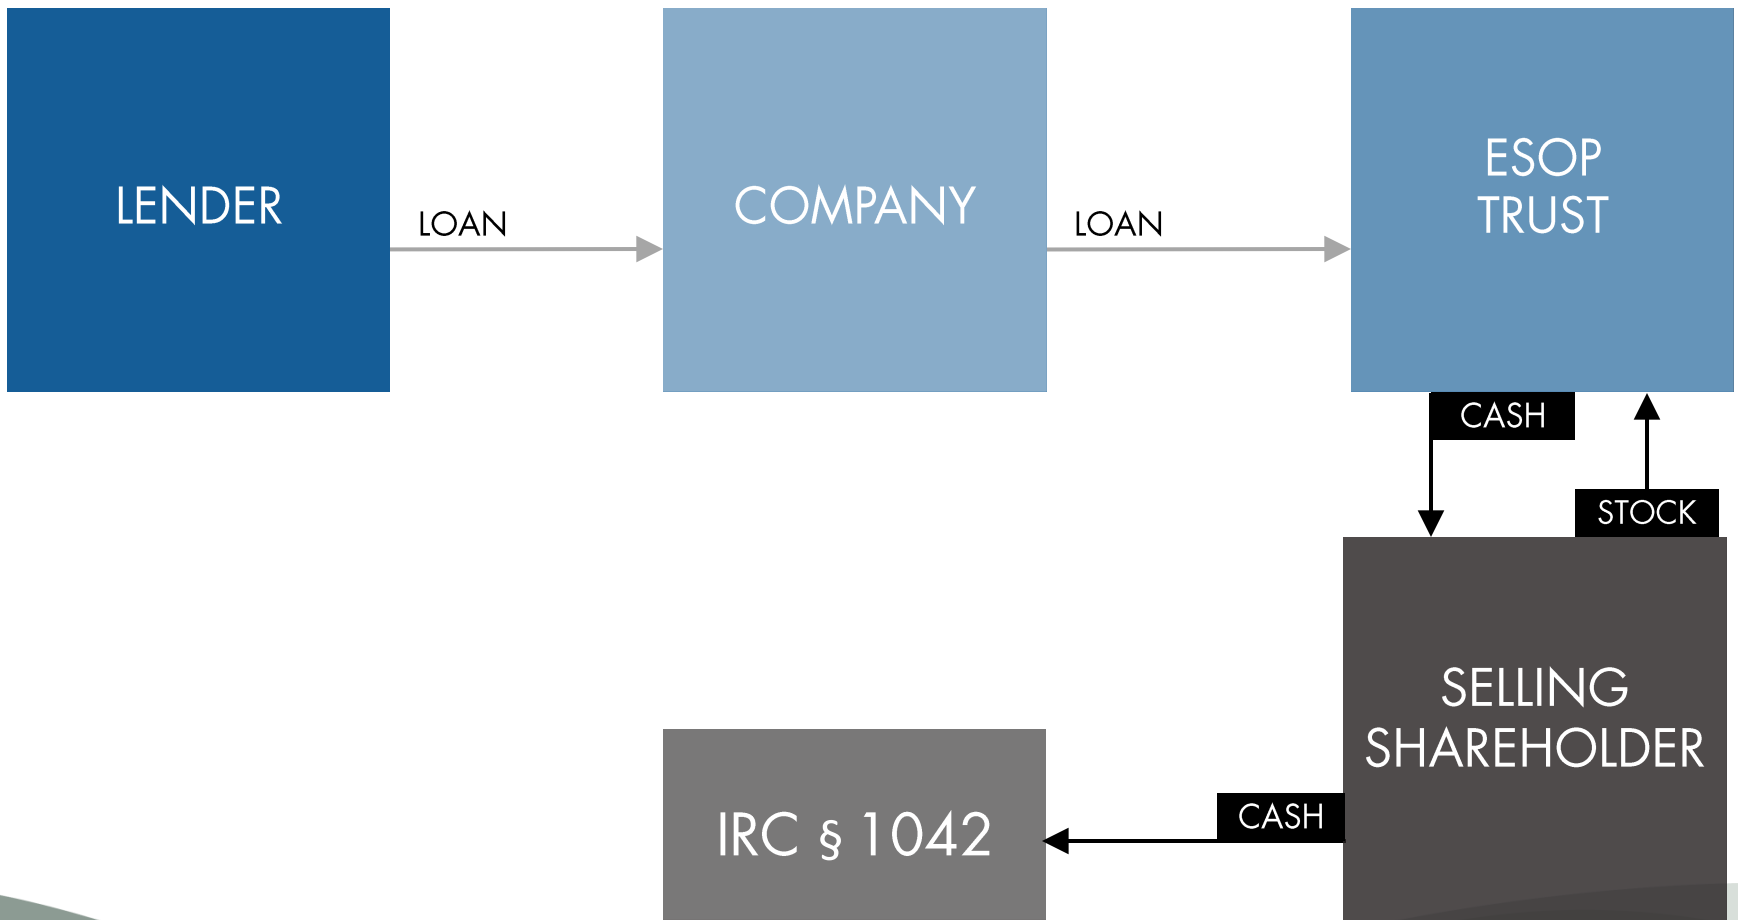 LENDER
LOAN
COMPANY
LOAN
ESOP
TRUST
CASH
STOCK
SELLING
SHAREHOLDER
CASH
IRC § 1042